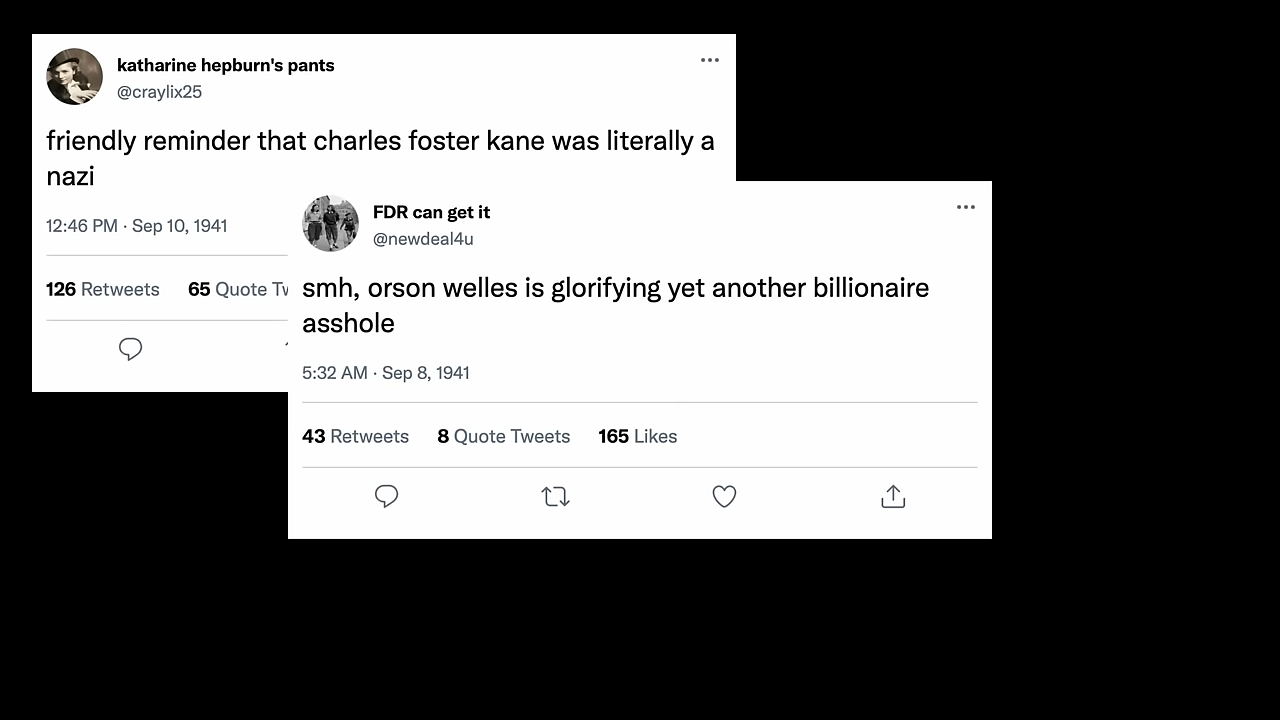 katharine hepburn's pants
@craylix25
friendly reminder that charles foster kane was literally a
nazi
12:46 PM · Sep 10, 1941
126 Retweets 65 Quote Tw
FDR can get it
@newdeal4u
smh, orson welles is glorifying yet another billionaire
asshole
5:32 AM · Sep 8, 1941
43 Retweets 8 Quote Tweets 165 Likes